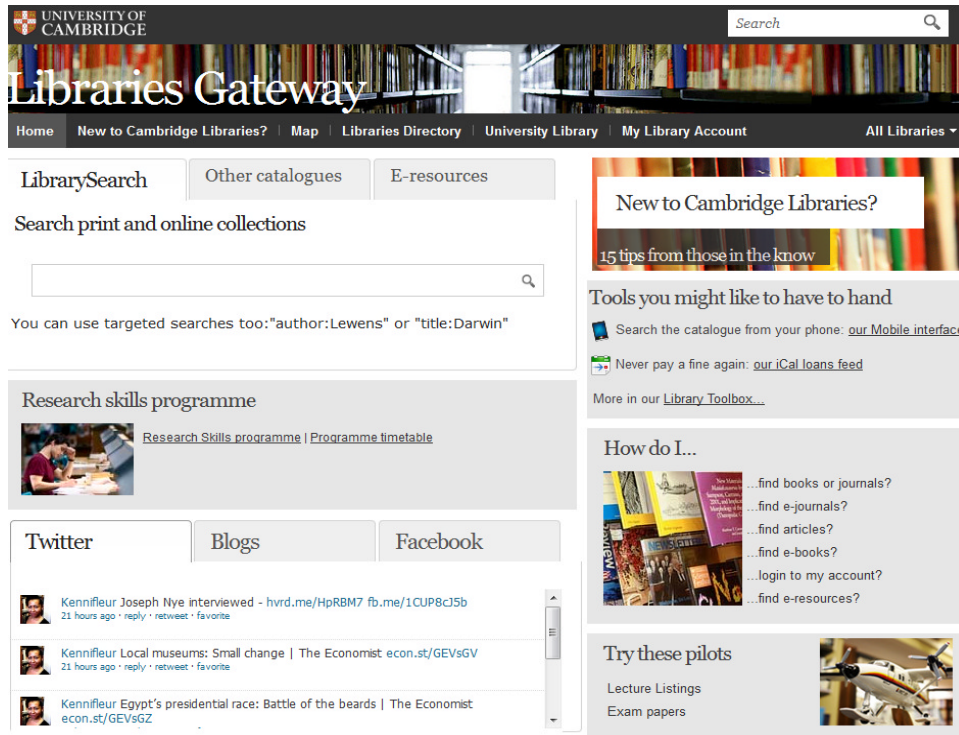 UNIVERSITY OF
CAMBRIDGE
Search
Libraries Gateway
Home New to Cambridge Libraries? Map Libraries Directory University Library My Library Account All Libraries
LibrarySearch Other catalogues E-resources
Search print and online collections
You can use targeted searches too:"author:Lewens" or "title:Darwin"
Research skills programme
Research Skills programme | Programme timetable
Twitter Blogs Facebook
Kennifleur Joseph Nye interviewed - hvrd.me/HpRBM7 fb.me/1CUP8cJ5b
21 hours ago · reply · retweet · favorite
Kennifleur Local museums: Small change | The Economist econ.st/GEVsGV
21 hours ago · reply · retweet · favorite
Kennifleur Egypt's presidential race: Battle of the beards | The Economist
econ.st/GEVsGZ
New to Cambridge Libraries?
15 tips from those in the know
Tools you might like to have to hand
Search the catalogue from your phone: our Mobile interface
Never pay a fine again: our iCal loans feed
More in our Library Toolbox...
How do I...
...find books or journals?
...find e-journals?
...find articles?
...find e-books?
...login to my account?
...find e-resources?
Try these pilots
Lecture Listings
Exam papers